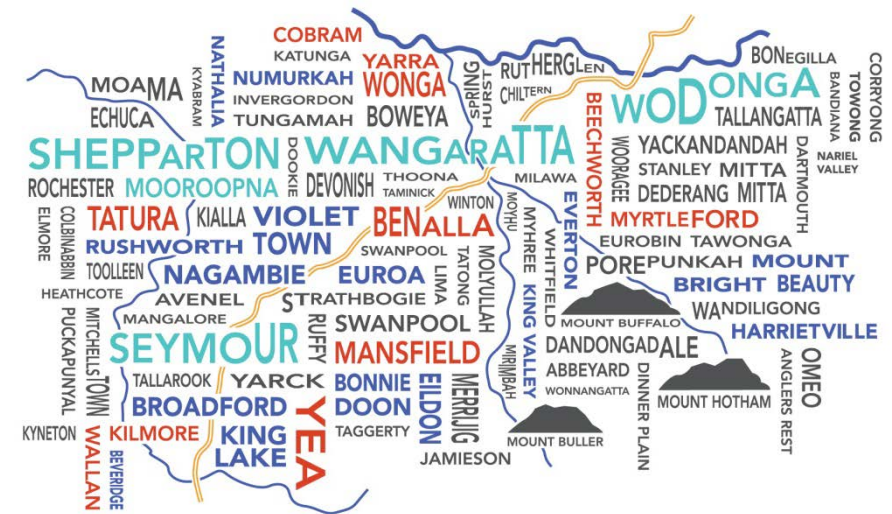 COBRAM
KATUNGA
YARRA
WONGA
NATHALIA
KYABRAM
NUMURKAH
INVERGORDON
TUNGAMAH
BOWEYA
MOAMA
ECHUCA
SPRING
HURST
RUTHERGLEN
CHILTERN
BONEGILLA
WODONGA
TALLANGATTA
BANDIANA
TOWONG
CORRYONG
NARIEL
VALLEY
SHEPPARTON
DOOKIE
WANGARATTA
BEECHWORTH
WOORAGEE
YACKANDANDAH
STANLEY
MITTA
MITTA
DEDERANG
DARTMOUTH
ROCHESTER
MOOROOPNA
DEVONISH
THOONA
TAMINICK
MILAWA
WINTON
ELMORE
COLBINABBIN
TATURA
KIALLA
VIOLET
TOWN
BENALLA
MOYHU
MYHREE
EVERTON
MYRTLEFORD
RUSHWORTH
SWANPOOL
EUROBIN
TAWONGA
TOOLLEEN
NAGAMBIE
EUROA
LIMA
TATONG
MOLYULLAH
WHITFIELD
KING VALLEY
POREPUNKAH
MOUNT
BEAUTY
BRIGHT
HEATHCOTE
AVENEL
STRATHBOGIE
WANDILIGONG
PUCKAPUNYAL
MITCHELLSTOWN
MANGALORE
RUFFY
SWANPOOL
MOUNT BUFFALO
HARRIETVILLE
SEYMOUR
MANSFIELD
MIRIMBAH
DANDONGADALE
ABBEYARD
WONNANGATTA
DINNER PLAIN
MOUNT HOTHAM
ANGLERS REST
OMEO
TALLAROOK
YARCK
BONNIE
DOON
EILDON
MERRIJIG
BROADFORD
YEA
TAGGERTY
KYNETON
WALLAN
KILMORE
KING
LAKE
BEVERIDGE
JAMIESON
MOUNT BULLER